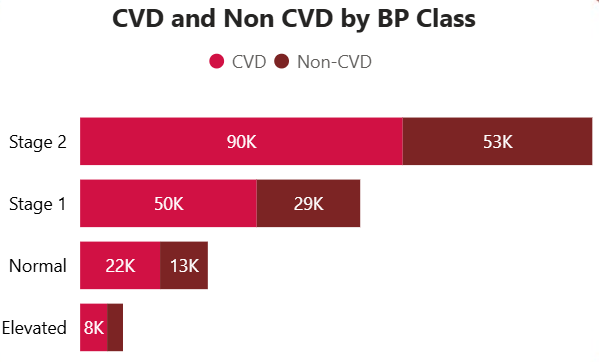 CVD and Non CVD by BP Class
CVD Non-CVD
Stage 2 90K 53K
Stage 1 50K 29K
Normal 22K 13K
Elevated 8K